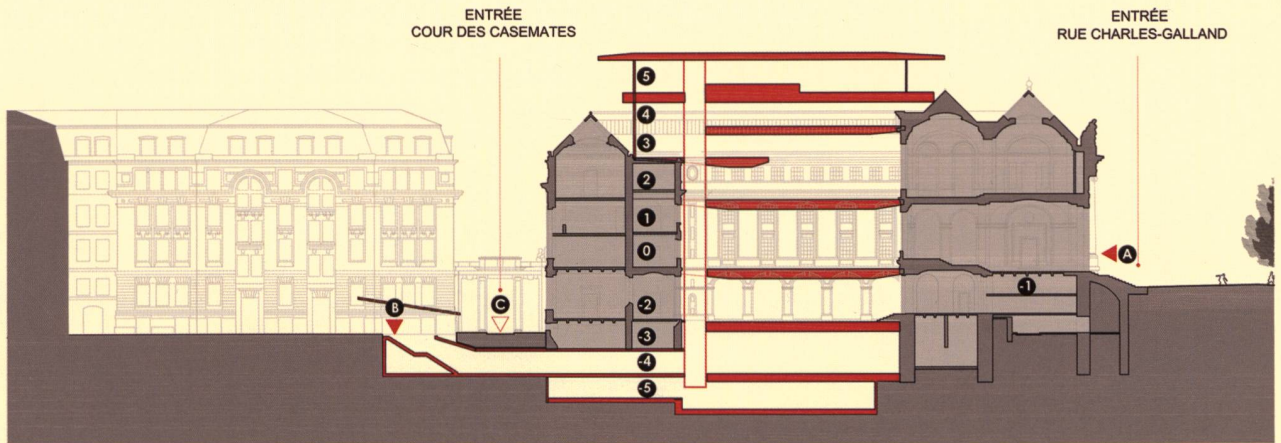 ENTRÉE
COUR DES CASEMATES
ENTRÉE
RUE CHARLES-GALLAND
5
4
3
2
1
0
A
-1
B
C
-2
-3
-4
-5